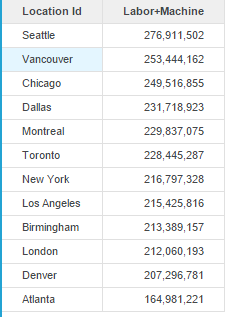 Location Id Labor+Machine
Seattle 276,911,502
Vancouver 253,444,162
Chicago 249,516,855
Dallas 231,718,923
Montreal 229,837,075
Toronto 228,445,287
New York 216,797,328
Los Angeles 215,425,816
Birmingham 213,389,157
London 212,060,193
Denver 207,296,781
Atlanta 164,981,221